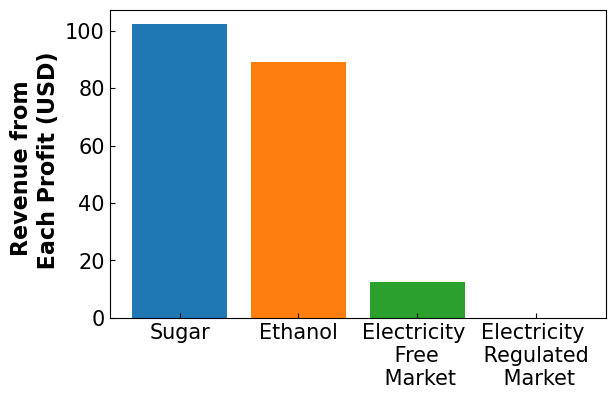 Revenue from
Each Profit (USD)
100
80
60
40
20
0
Sugar
Ethanol
Electricity
Free
Market
Electricity
Regulated
Market